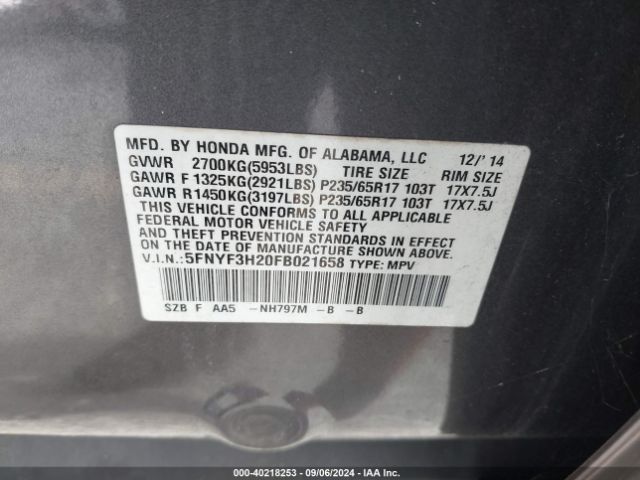 MFD. BY HONDA MFG. OF ALABAMA, LLC 12/'14
GVWR 2700KG(5953LBS) TIRE SIZE RIM SIZE
GAWR F 1325KG(2921LBS) P235/65R17 103T 17X7.5J
GAWR R1450KG(3197LBS) P235/65R17 103T 17X7.5J
THIS VEHICLE CONFORMS TO ALL APPLICABLE
FEDERAL MOTOR VEHICLE SAFETY
AND THEFT PREVENTION STANDARDS IN EFFECT
ON THE DATE OF MANUFACTURE SHOWN ABOVE.
V.I.N.:5FNYF3H20FB021658 TYPE: MPV
SZB F AA5 -NH797M -B -B
000-40218253 - 09/06/2024 - IAA Inc.